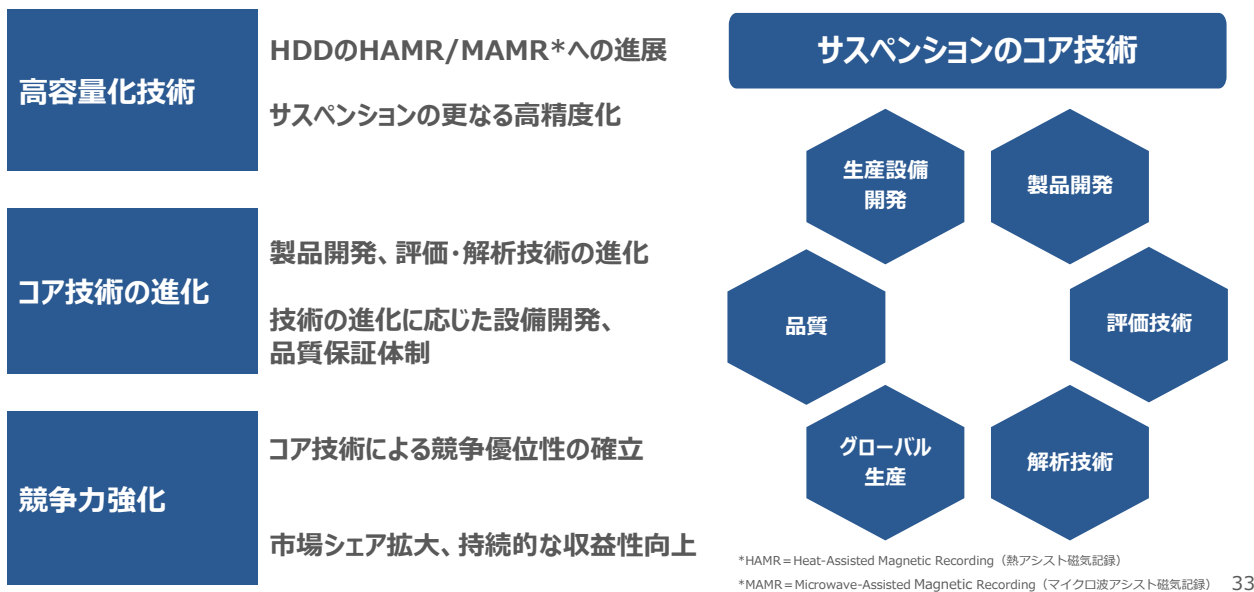 高容量化技術
HDDのHAMR/MAMR*への進展
サスペンションの更なる高精度化
コア技術の進化
製品開発、評価・解析技術の進化
技術の進化に応じた設備開発、
品質保証体制
競争力強化
コア技術による競争優位性の確立
市場シェア拡大、持続的な収益性向上
サスペンションのコア技術
生産設備
開発
製品開発
品質
評価技術
グローバル
生産
解析技術
*HAMR=Heat-Assisted Magnetic Recording（熱アシスト磁気記録）
*MAMR=Microwave-Assisted Magnetic Recording（マイクロ波アシスト磁気記録）
33